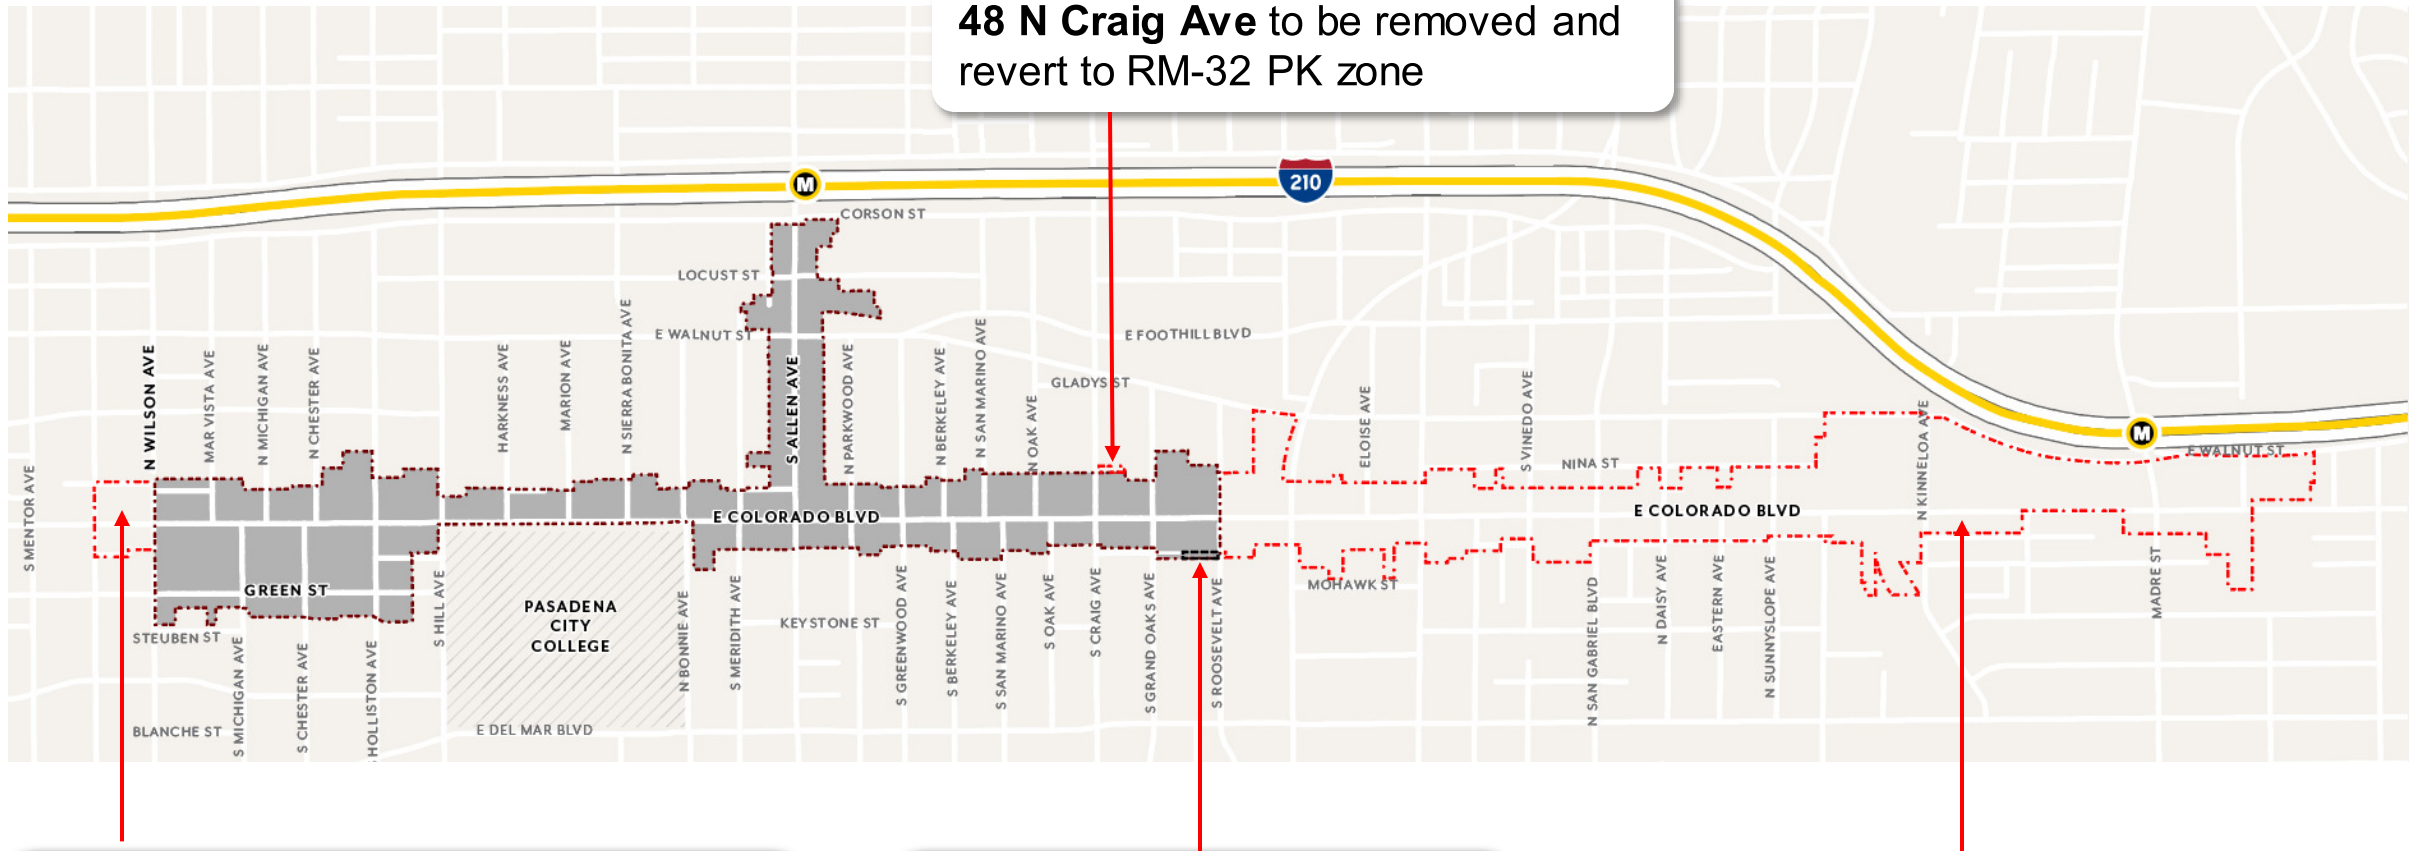 48 N Craig Ave to be removed and
revert to RM-32 PK zone
M
210
CORSON ST
LOCUST ST
E WALNUT ST
E FOOTHILL BLVD
GLADYS ST
N WILSON AVE
MAR VISTA AVE
N MICHIGAN AVE
N CHESTER AVE
HARKNESS AVE
MARION AVE
N SIERRA BONITA AVE
S ALLEN AVE
N PARKWOOD AVE
N BERKELEY AVE
N SAN MARINO AVE
N OAK AVE
ELOISE AVE
S VINEDO AVE
NINA ST
N KINNELOA AVE
M
E WALNUT ST
S MENTOR AVE
E COLORADO BLVD
E COLORADO BLVD
GREEN ST
STEUBEN ST
BLANCHE ST
S MICHIGAN AVE
S CHESTER AVE
HOLLISTON AVE
S HILL AVE
PASADENA
CITY
COLLEGE
E DEL MAR BLVD
N BONNIE AVE
S MERIDITH AVE
KEYSTONE ST
S GREENWOOD AVE
S BERKELEY AVE
S SAN MARINO AVE
S OAK AVE
S CRAIG AVE
S GRAND OAKS AVE
S ROOSEVELT AVE
MOHAWK ST
N SAN GABRIEL BLVD
N DAISY AVE
EASTERN AVE
N SUNNYSLOPE AVE
MADRE ST